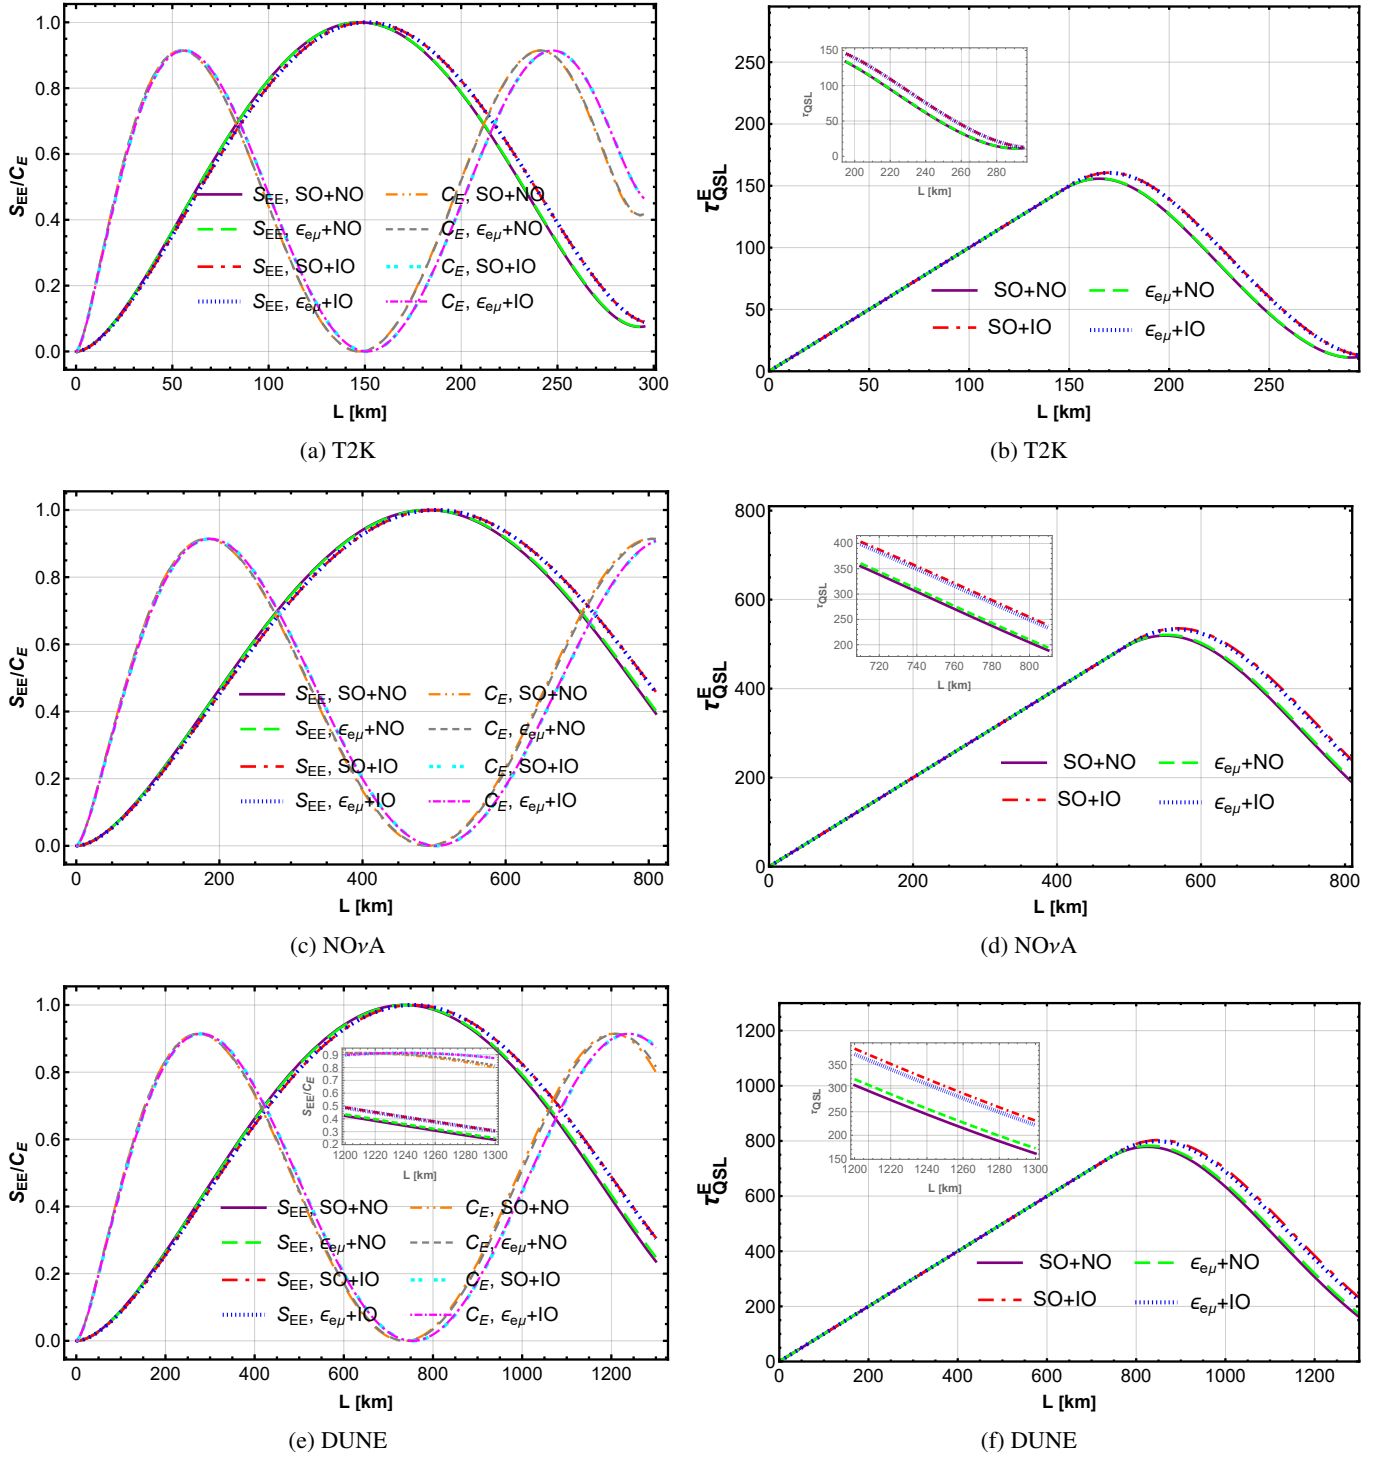 S_EE/C_E
1.0
0.8
0.6
0.4
0.2
0.0
S_EE, SO+NO C_E, SO+NO
S_EE, ε_eμ+NO C_E, ε_eμ+NO
S_EE, SO+IO C_E, SO+IO
S_EE, ε_eμ+IO C_E, ε_eμ+IO
0 50 100 150 200 250 300
L [km]
(a) T2K
τ^E_QSL
250
200
150
100
50
0
τ_QSL
150
100
50
0
200 220 240 260 280
L [km]
SO+NO ε_eμ+NO
SO+IO ε_eμ+IO
0 50 100 150 200 250
L [km]
(b) T2K
S_EE/C_E
1.0
0.8
0.6
0.4
0.2
0.0
S_EE, SO+NO C_E, SO+NO
S_EE, ε_eμ+NO C_E, ε_eμ+NO
S_EE, SO+IO C_E, SO+IO
S_EE, ε_eμ+IO C_E, ε_eμ+IO
0 200 400 600 800
L [km]
(c) NOνA
τ^E_QSL
800
600
400
200
0
τ_QSL
400
350
300
250
200
720 740 760 780 800
L [km]
SO+NO ε_eμ+NO
SO+IO ε_eμ+IO
0 200 400 600 800
L [km]
(d) NOνA
S_EE/C_E
1.0
0.8
0.6
0.4
0.2
0.0
S_EE/C_E
0.9
0.8
0.7
0.6
0.5
0.4
0.3
0.2
1200 1220 1240 1260 1280 1300
L [km]
S_EE, SO+NO C_E, SO+NO
S_EE, ε_eμ+NO C_E, ε_eμ+NO
S_EE, SO+IO C_E, SO+IO
S_EE, ε_eμ+IO C_E, ε_eμ+IO
0 200 400 600 800 1000 1200
L [km]
(e) DUNE
τ^E_QSL
1200
1000
800
600
400
200
0
τ_QSL
350
300
250
200
150
1200 1220 1240 1260 1280 1300
L [km]
SO+NO ε_eμ+NO
SO+IO ε_eμ+IO
0 200 400 600 800 1000 1200
L [km]
(f) DUNE